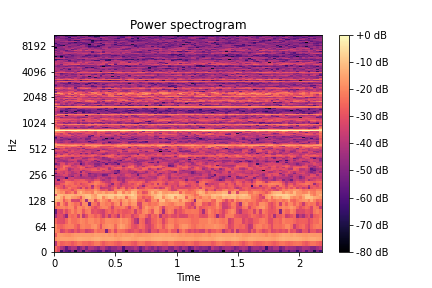 Power spectrogram
+0 dB
8192
-10 dB
4096
-20 dB
2048
-30 dB
1024
Hz
-40 dB
512
-50 dB
256
-60 dB
128
-70 dB
64
0
-80 dB
0 0.5 1 1.5 2
Time